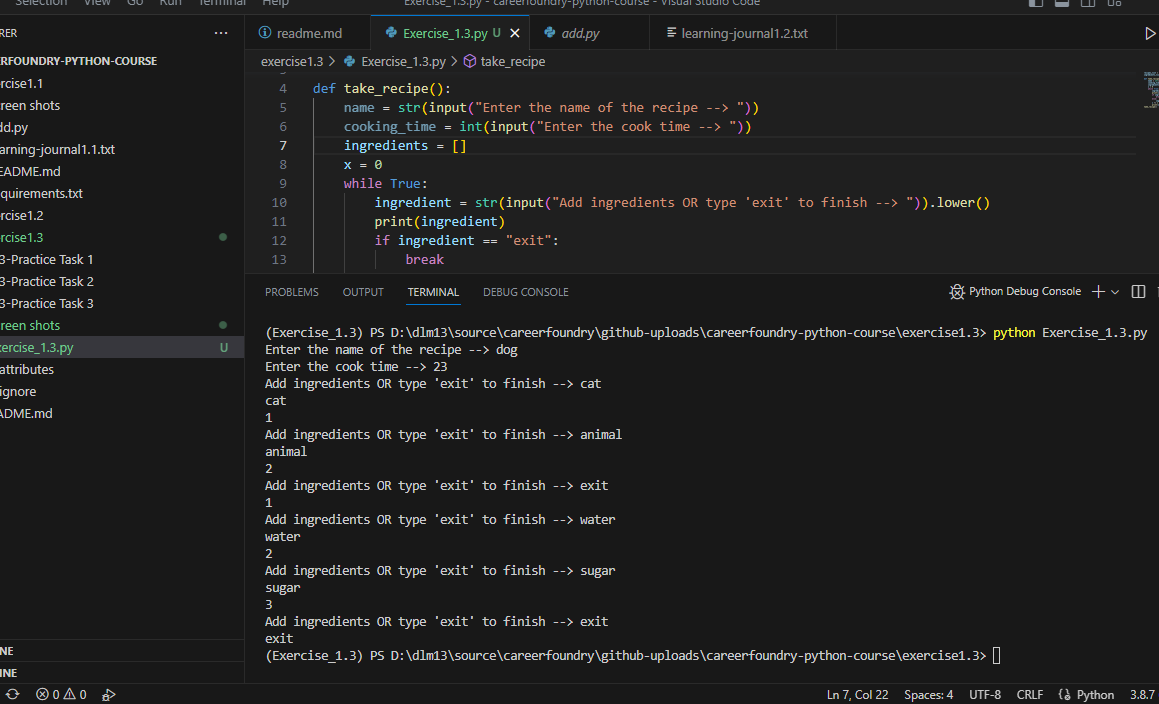 Selection View Go Run Terminal Help
Exercise_1.3.py - careerfoundry-python-course - Visual Studio Code
RER ...
readme.md Exercise_1.3.py U add.py learning-journal1.2.txt
ERFOUNDRY-PYTHON-COURSE
rcise1.1
reen shots
dd.py
arning-journal1.1.txt
EADME.md
quirements.txt
rcise1.2
rcise1.3
3-Practice Task 1
3-Practice Task 2
3-Practice Task 3
reen shots
ercise_1.3.py U
attributes
ignore
ADME.md
NE
INE
exercise1.3 > Exercise_1.3.py > take_recipe
4 def take_recipe():
5 name = str(input("Enter the name of the recipe --> "))
6 cooking_time = int(input("Enter the cook time --> "))
7 ingredients = []
8 x = 0
9 while True:
10 ingredient = str(input("Add ingredients OR type 'exit' to finish --> ")).lower()
11 print(ingredient)
12 if ingredient == "exit":
13 break
PROBLEMS OUTPUT TERMINAL DEBUG CONSOLE
Python Debug Console
(Exercise_1.3) PS D:\dlm13\source\careerfoundry\github-uploads\careerfoundry-python-course\exercise1.3> python Exercise_1.3.py
Enter the name of the recipe --> dog
Enter the cook time --> 23
Add ingredients OR type 'exit' to finish --> cat
cat
1
Add ingredients OR type 'exit' to finish --> animal
animal
2
Add ingredients OR type 'exit' to finish --> exit
1
Add ingredients OR type 'exit' to finish --> water
water
2
Add ingredients OR type 'exit' to finish --> sugar
sugar
3
Add ingredients OR type 'exit' to finish --> exit
exit
(Exercise_1.3) PS D:\dlm13\source\careerfoundry\github-uploads\careerfoundry-python-course\exercise1.3>
0 0
Ln 7, Col 22 Spaces: 4 UTF-8 CRLF Python 3.8.7